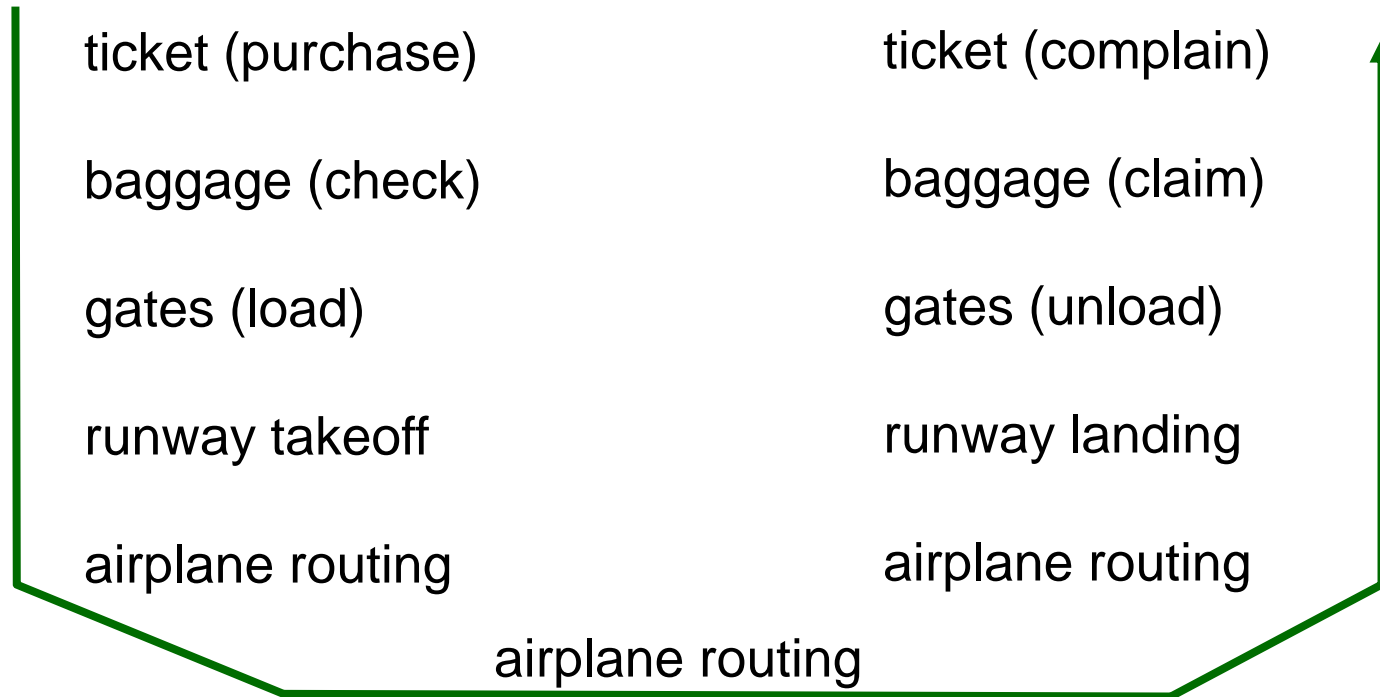 ticket (purchase)
baggage (check)
gates (load)
runway takeoff
airplane routing
airplane routing
ticket (complain)
baggage (claim)
gates (unload)
runway landing
airplane routing